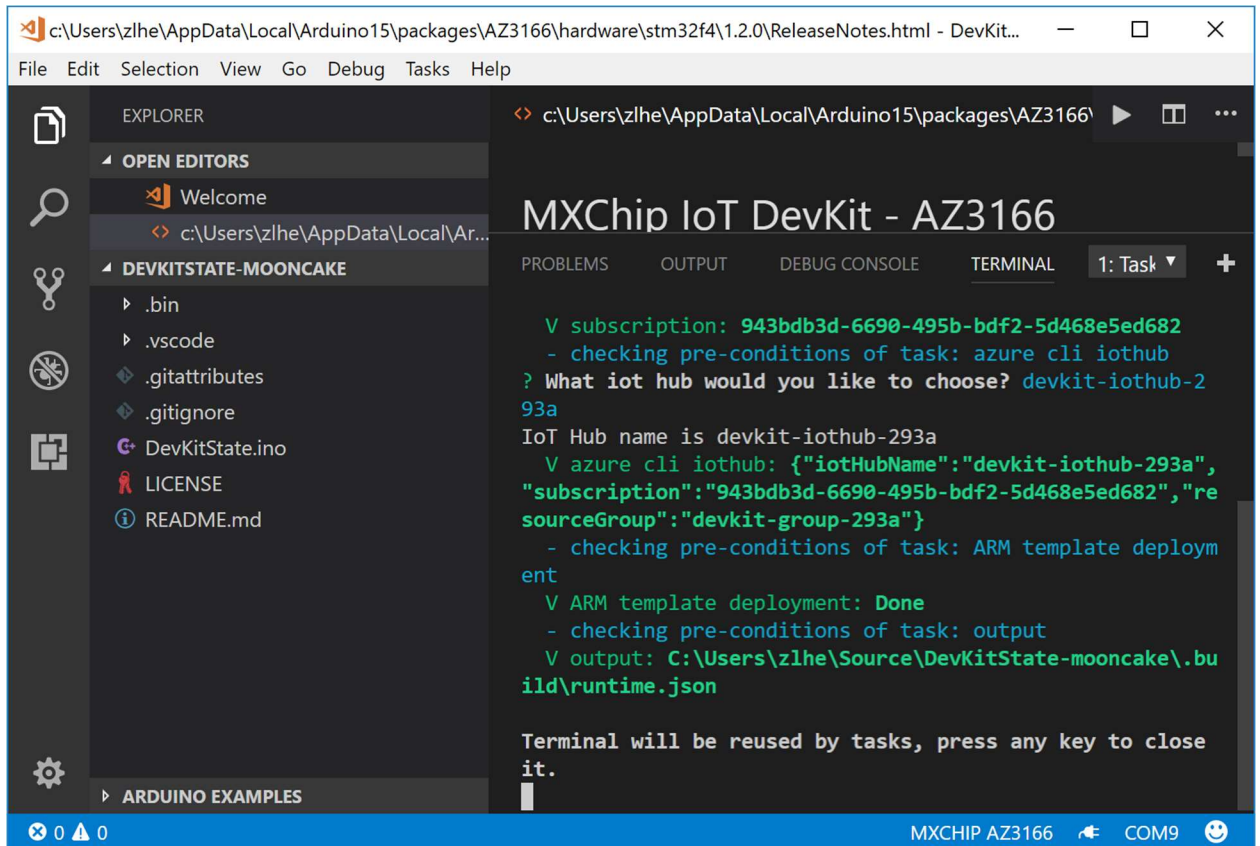 c:\Users\zlhe\AppData\Local\Arduino15\packages\AZ3166\hardware\stm32f4\1.2.0\ReleaseNotes.html - DevKit...
File Edit Selection View Go Debug Tasks Help
EXPLORER
OPEN EDITORS
Welcome
c:\Users\zlhe\AppData\Local\Ar...
DEVKITSTATE-MOONCAKE
.bin
.vscode
.gitattributes
.gitignore
DevKitState.ino
LICENSE
README.md
ARDUINO EXAMPLES
c:\Users\zlhe\AppData\Local\Arduino15\packages\AZ3166\
MXChip IoT DevKit - AZ3166
PROBLEMS OUTPUT DEBUG CONSOLE TERMINAL 1: Task
V subscription: 943bdb3d-6690-495b-bdf2-5d468e5ed682
- checking pre-conditions of task: azure cli iothub
? What iot hub would you like to choose? devkit-iothub-2
93a
IoT Hub name is devkit-iothub-293a
V azure cli iothub: {"iotHubName":"devkit-iothub-293a",
"subscription":"943bdb3d-6690-495b-bdf2-5d468e5ed682","re
sourceGroup":"devkit-group-293a"}
- checking pre-conditions of task: ARM template deploym
ent
V ARM template deployment: Done
- checking pre-conditions of task: output
V output: C:\Users\zlhe\Source\DevKitState-mooncake\.bu
ild\runtime.json
Terminal will be reused by tasks, press any key to close
it.
0 0 MXCHIP AZ3166 COM9